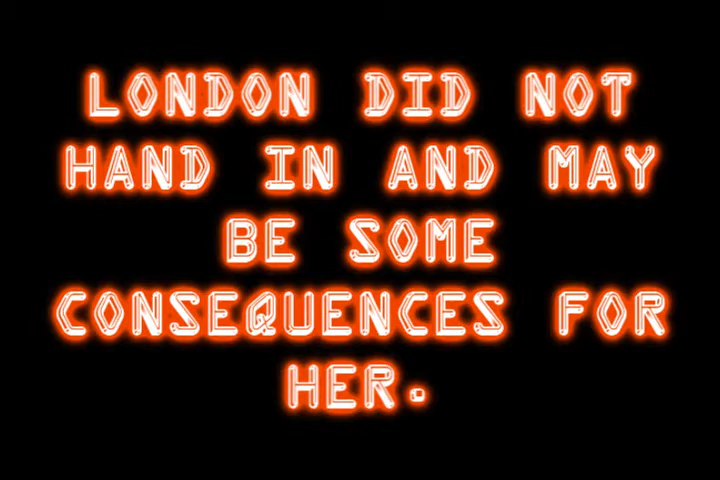 LONDON DID NOT
HAND IN AND MAY
BE SOME
CONSEQUENCES FOR
HER.